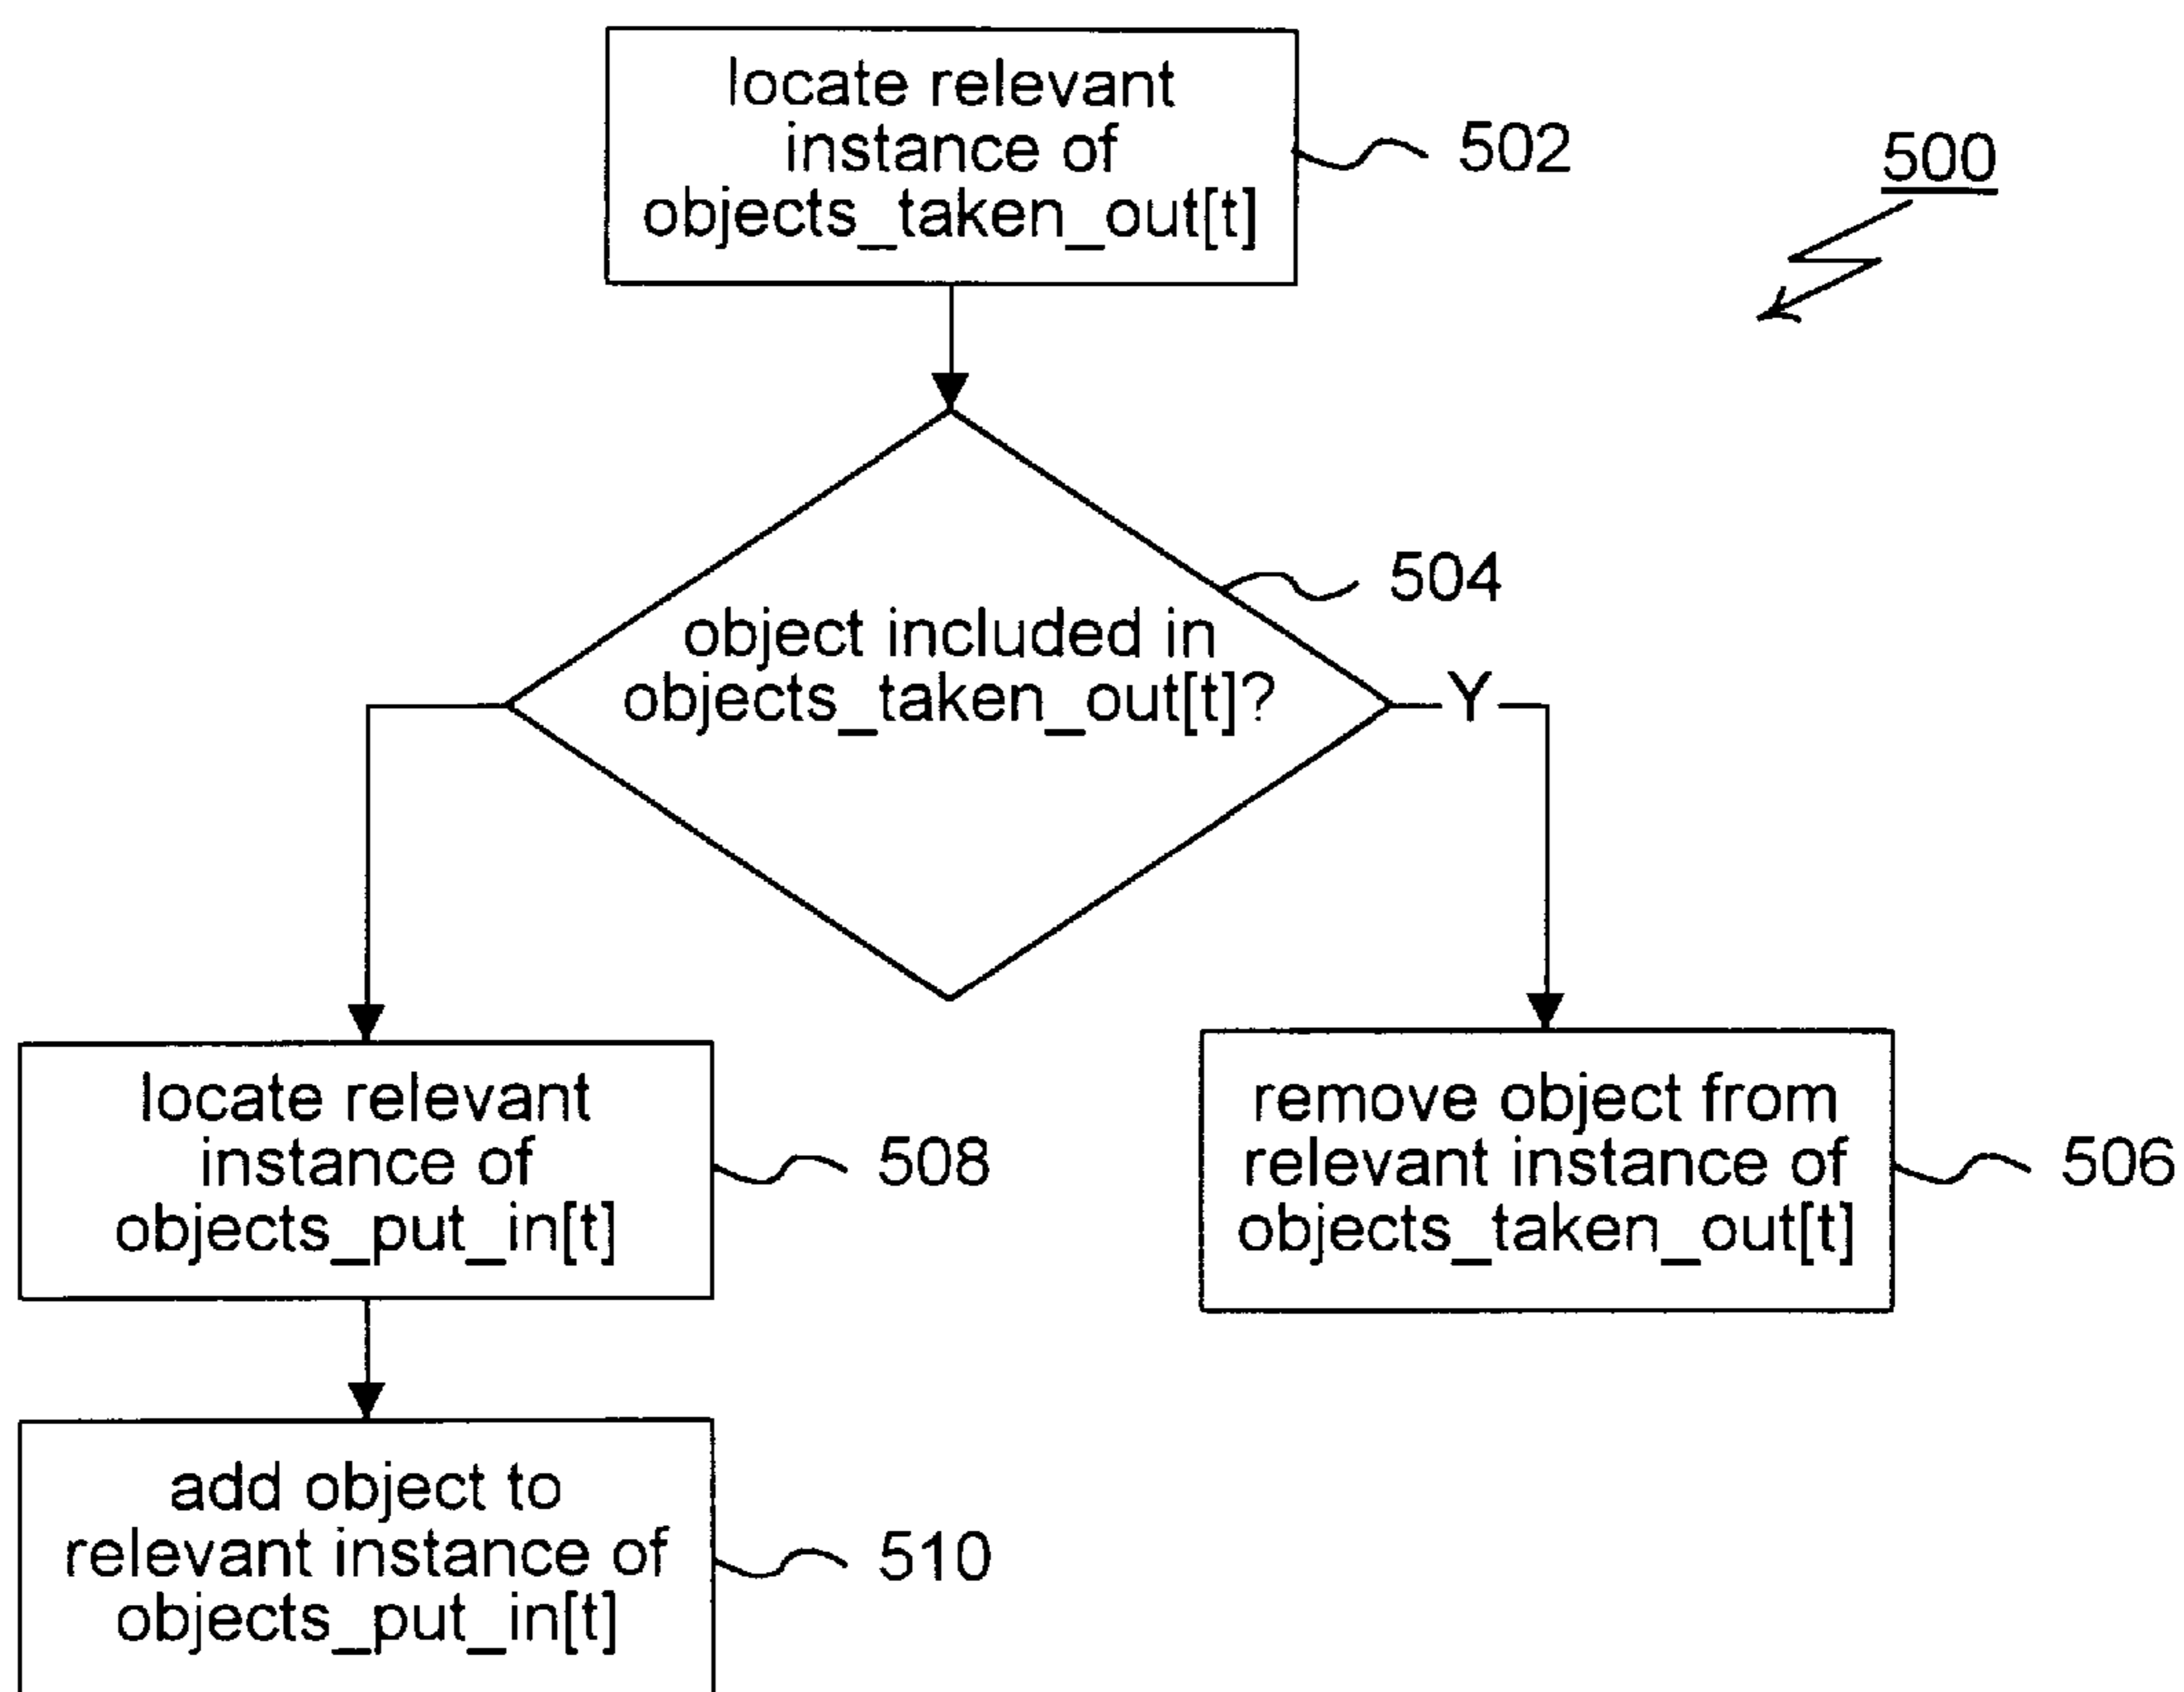 locate relevant
instance of
objects_taken_out[t]
502
500
object included in
objects_taken_out[t]?
504
Y
locate relevant
instance of
objects_put_in[t]
508
remove object from
relevant instance of
objects_taken_out[t]
506
add object to
relevant instance of
objects_put_in[t]
510